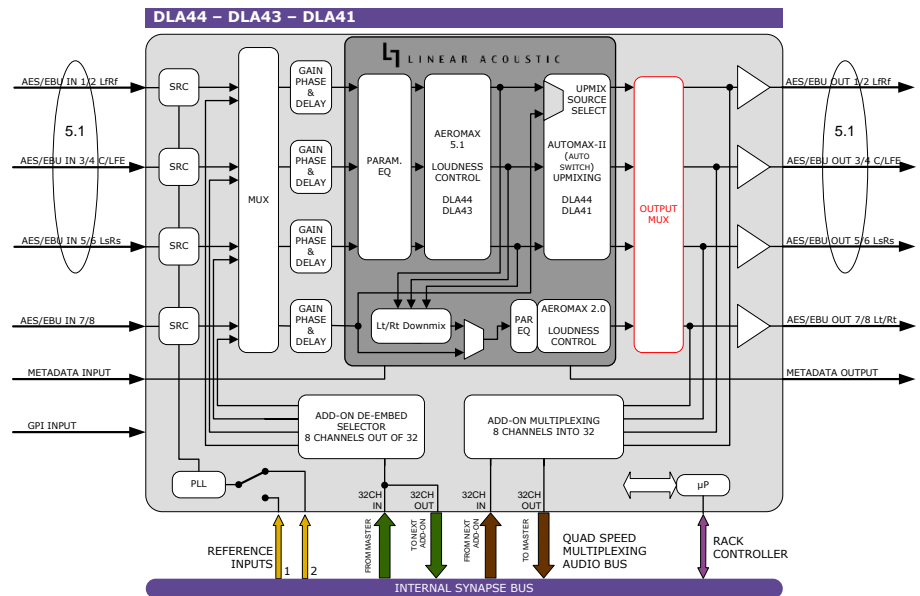 DLA44 – DLA43 – DLA41
LINEAR ACOUSTIC
AES/EBU IN 1/2 LfRf
AES/EBU IN 3/4 C/LFE
AES/EBU IN 5/6 LsRs
AES/EBU IN 7/8
5.1
METADATA INPUT
GPI INPUT
SRC
SRC
SRC
SRC
MUX
GAIN
PHASE
& DELAY
GAIN
PHASE
& DELAY
GAIN
PHASE
& DELAY
GAIN
PHASE
& DELAY
PARAM.
EQ
AEROMAX
5.1
LOUDNESS
CONTROL
DLA44
DLA43
UPMIX
SOURCE
SELECT
AUTOMAX-II
(AUTO
SWITCH)
UPMIXING
DLA44
DLA41
Lt/Rt Downmix
PAR
EQ
AEROMAX 2.0
LOUDNESS
CONTROL
OUTPUT
MUX
AES/EBU OUT 1/2 LfRf
AES/EBU OUT 3/4 C/LFE
AES/EBU OUT 5/6 LsRs
AES/EBU OUT 7/8 Lt/Rt
5.1
METADATA OUTPUT
ADD-ON DE-EMBED
SELECTOR
8 CHANNELS OUT OF 32
ADD-ON MULTIPLEXING
8 CHANNELS INTO 32
PLL
µP
32CH
IN
32CH
OUT
32CH
IN
32CH
OUT
REFERENCE
INPUTS
1
2
FROM MASTER
TO NEXT
ADD-ON
FROM NEXT
ADD-ON
TO MASTER
QUAD SPEED
MULTIPLEXING
AUDIO BUS
RACK
CONTROLLER
INTERNAL SYNAPSE BUS